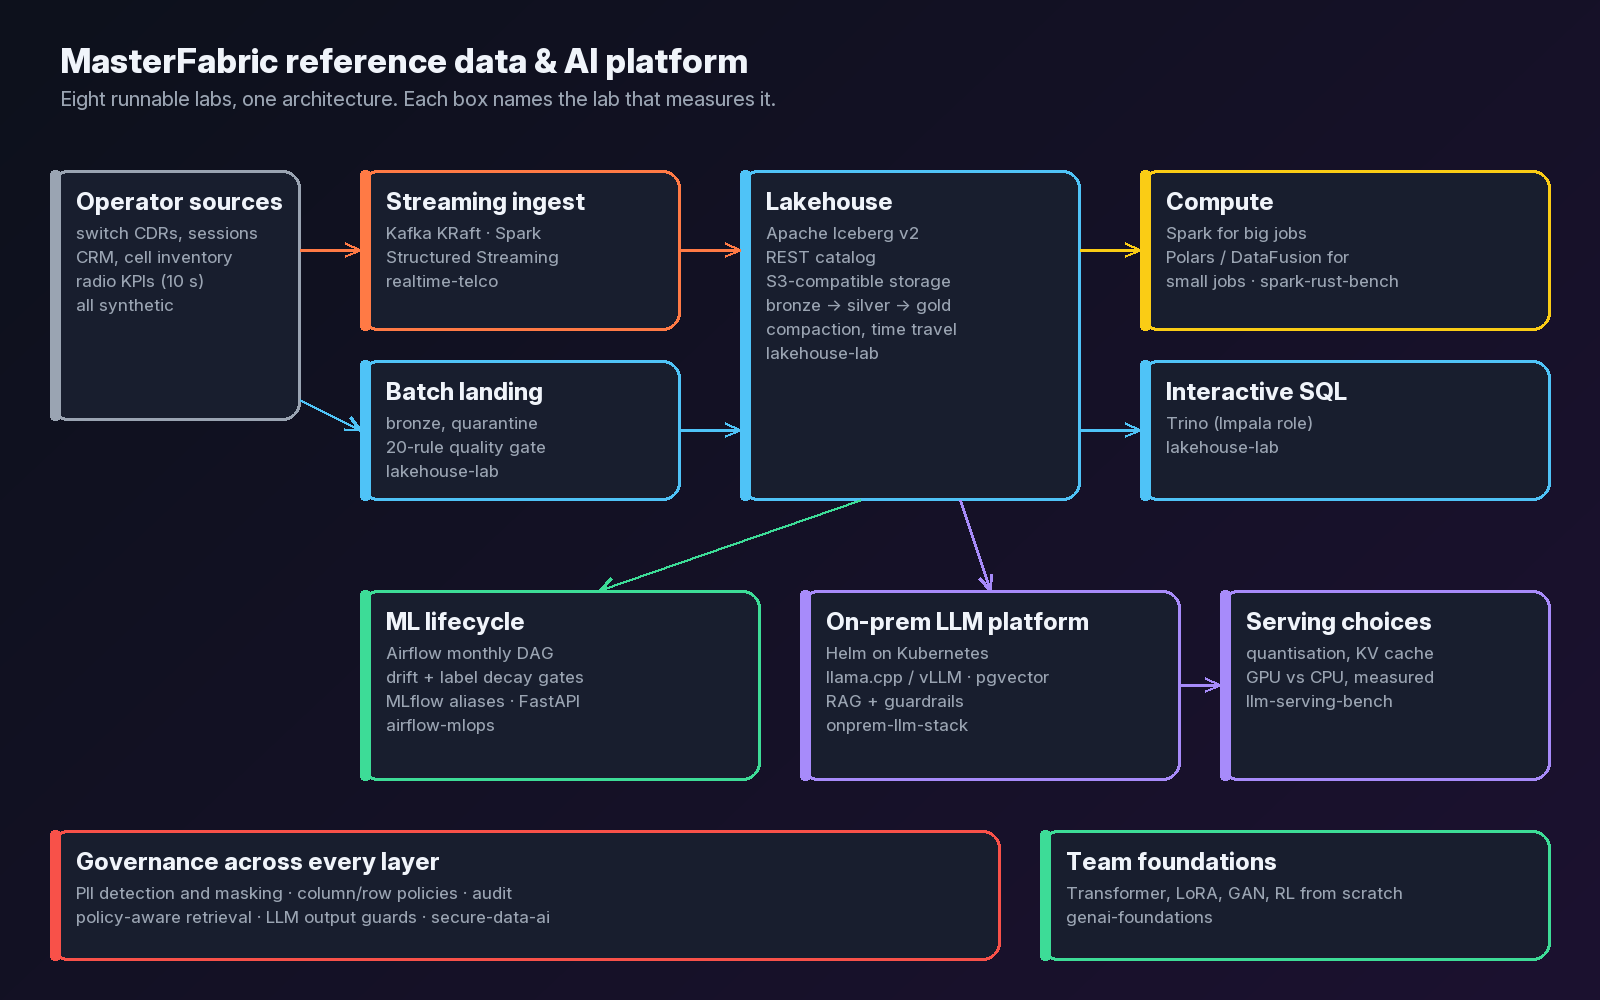 MasterFabric reference data & AI platform
Eight runnable labs, one architecture. Each box names the lab that measures it.
Operator sources
switch CDRs, sessions
CRM, cell inventory
radio KPIs (10 s)
all synthetic
Streaming ingest
Kafka KRaft · Spark
Structured Streaming
realtime-telco
Batch landing
bronze, quarantine
20-rule quality gate
lakehouse-lab
Lakehouse
Apache Iceberg v2
REST catalog
S3-compatible storage
bronze → silver → gold
compaction, time travel
lakehouse-lab
Compute
Spark for big jobs
Polars / DataFusion for
small jobs · spark-rust-bench
Interactive SQL
Trino (Impala role)
lakehouse-lab
ML lifecycle
Airflow monthly DAG
drift + label decay gates
MLflow aliases · FastAPI
airflow-mlops
On-prem LLM platform
Helm on Kubernetes
llama.cpp / vLLM · pgvector
RAG + guardrails
onprem-llm-stack
Serving choices
quantisation, KV cache
GPU vs CPU, measured
llm-serving-bench
Governance across every layer
PII detection and masking · column/row policies · audit
policy-aware retrieval · LLM output guards · secure-data-ai
Team foundations
Transformer, LoRA, GAN, RL from scratch
genai-foundations